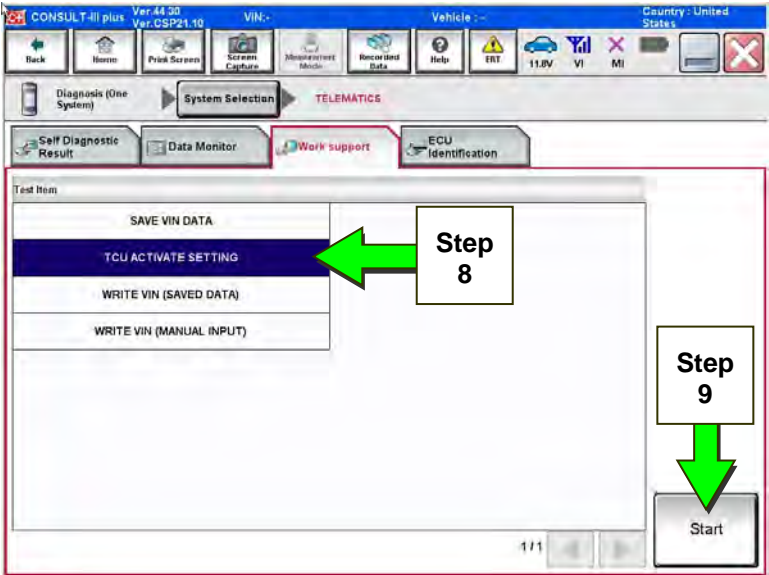 CONSULT-III plus Ver.44.30 VIN:- Vehicle : - Country : United
Ver.CSP21.10 States
Back Home Print Screen Screen Capture Measurement Mode Recorded Data Help ERT 11.8V VI MI
Diagnosis (One System) System Selection TELEMATICS
Self Diagnostic Result Data Monitor Work support ECU Identification
Test Item
SAVE VIN DATA
TCU ACTIVATE SETTING
WRITE VIN (SAVED DATA)
WRITE VIN (MANUAL INPUT)
Step
8
Step
9
Start
1/1